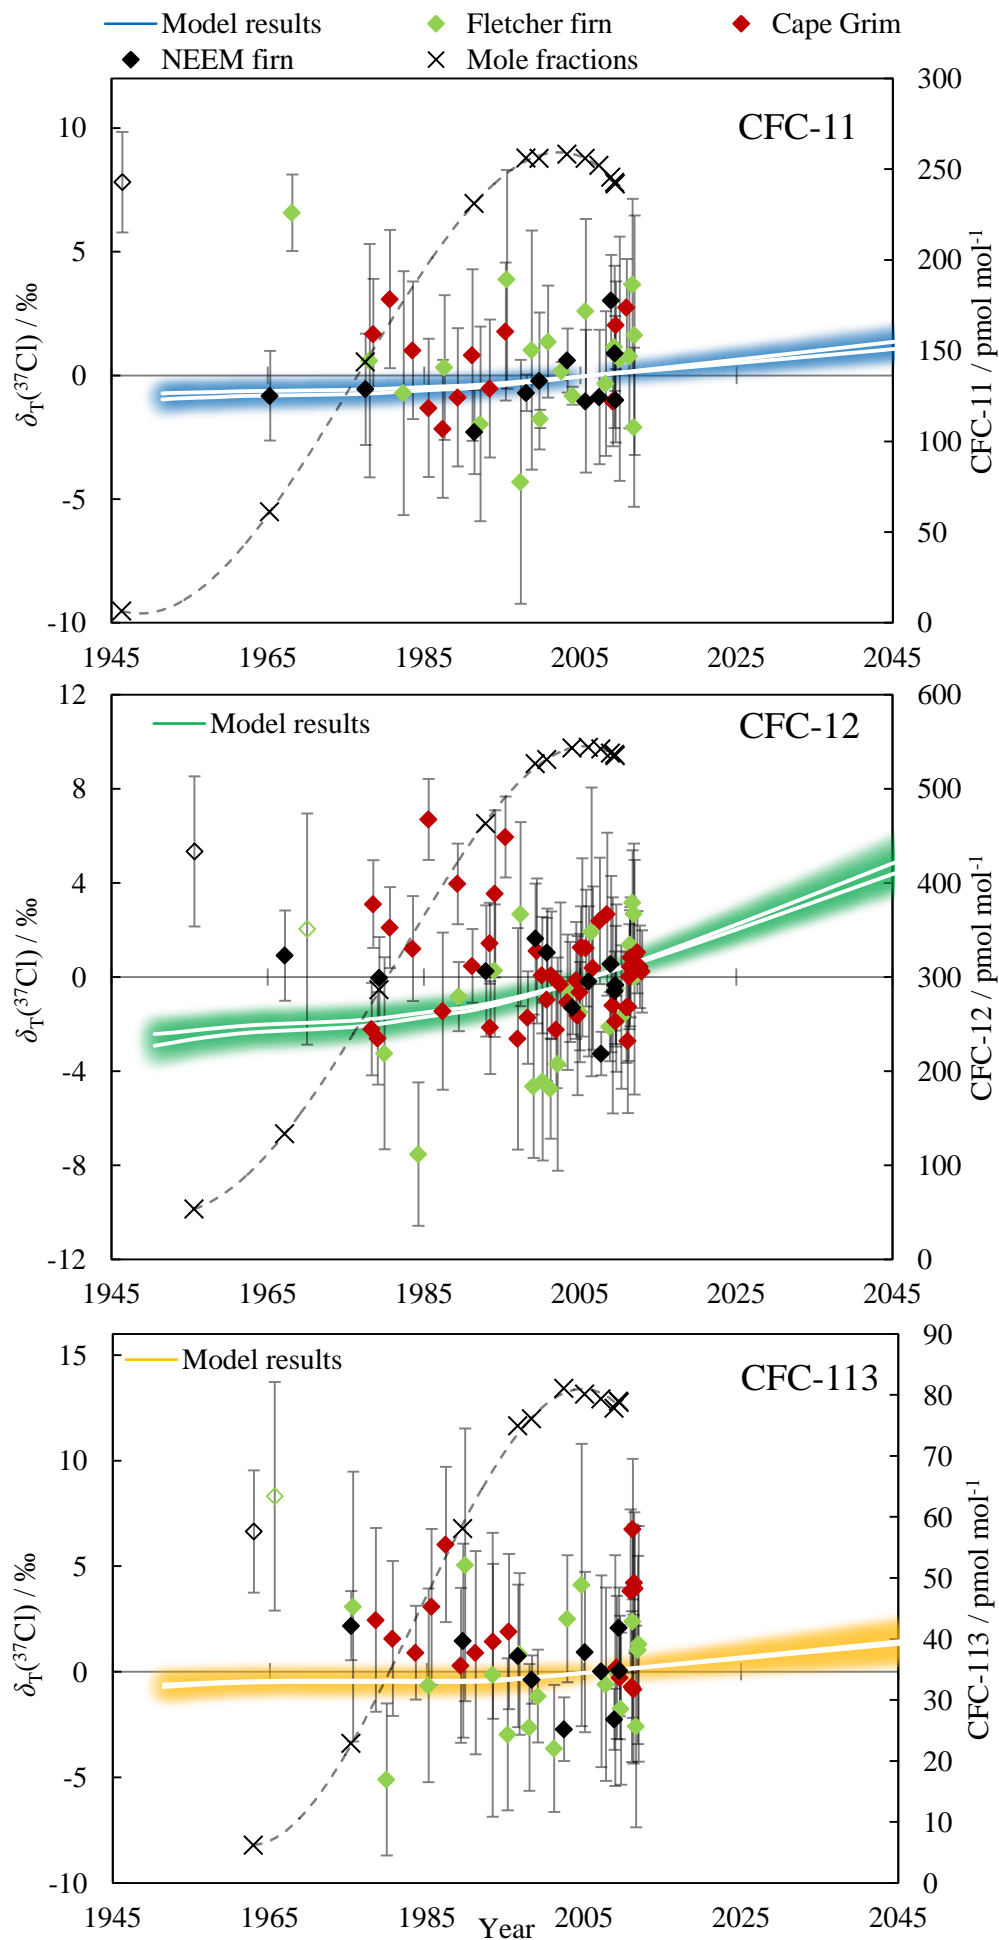 Model results Fletcher firn Cape Grim
NEEM firn Mole fractions
CFC-11
10
5
0
-5
-10
δT(³⁷Cl) / ‰
300
250
200
150
100
50
0
CFC-11 / pmol mol⁻¹
1945 1965 1985 2005 2025 2045
Model results
CFC-12
12
8
4
0
-4
-8
-12
δT(³⁷Cl) / ‰
600
500
400
300
200
100
0
CFC-12 / pmol mol⁻¹
1945 1965 1985 2005 2025 2045
Model results
CFC-113
15
10
5
0
-5
-10
δT(³⁷Cl) / ‰
90
80
70
60
50
40
30
20
10
0
CFC-113 / pmol mol⁻¹
1945 1965 1985 2005 2025 2045
Year